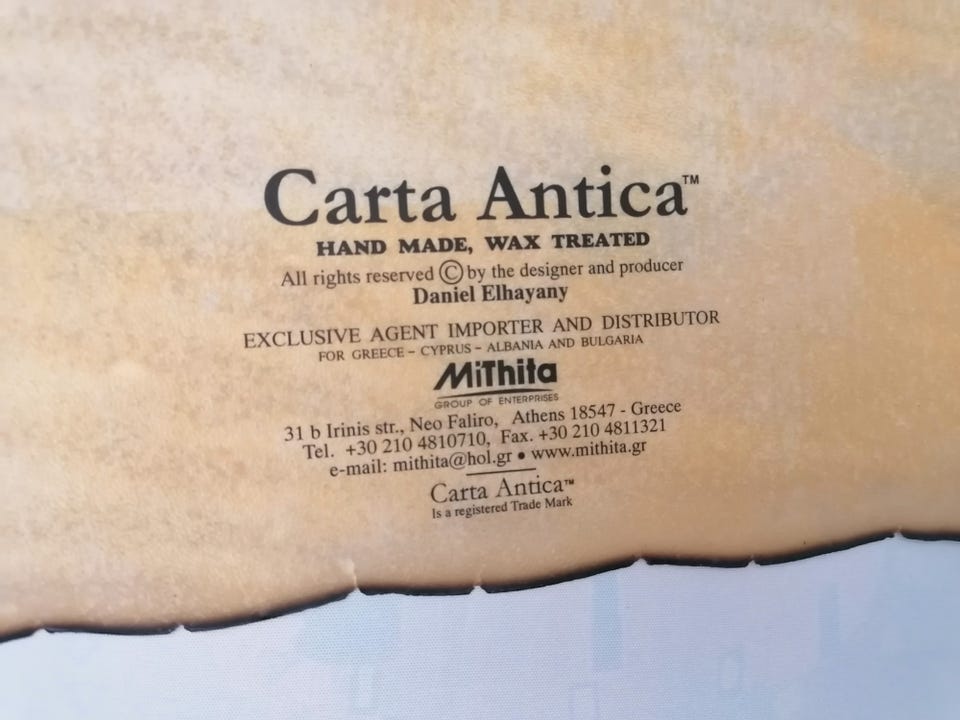 Carta Antica™
HAND MADE, WAX TREATED
All rights reserved © by the designer and producer
Daniel Elhayany
EXCLUSIVE AGENT IMPORTER AND DISTRIBUTOR
FOR GREECE - CYPRUS - ALBANIA AND BULGARIA
MiThita
GROUP OF ENTERPRISES
31 b Irinis str., Neo Faliro, Athens 18547 - Greece
Tel. +30 210 4810710, Fax. +30 210 4811321
e-mail: mithita@hol.gr • www.mithita.gr
Carta Antica™
Is a registered Trade Mark